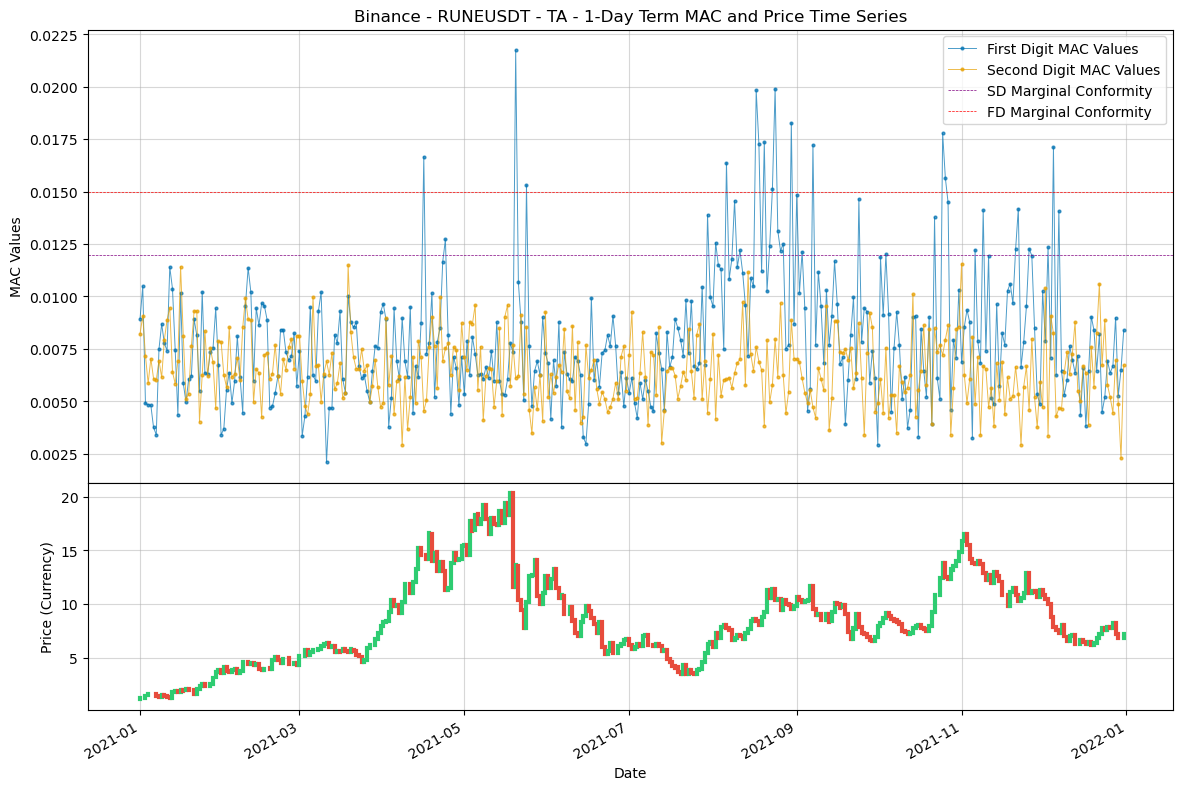 Binance - RUNEUSDT - TA - 1-Day Term MAC and Price Time Series
First Digit MAC Values
Second Digit MAC Values
SD Marginal Conformity
FD Marginal Conformity
MAC Values
0.0225
0.0200
0.0175
0.0150
0.0125
0.0100
0.0075
0.0050
0.0025
Price (Currency)
20
15
10
5
2021-01
2021-03
2021-05
2021-07
2021-09
2021-11
2022-01
Date